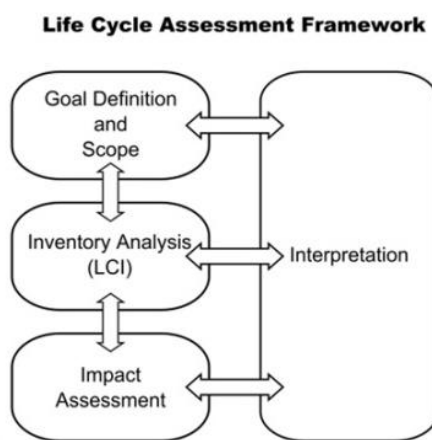 Life Cycle Assessment Framework
Goal Definition
and
Scope
Inventory Analysis
(LCI)
Interpretation
Impact
Assessment